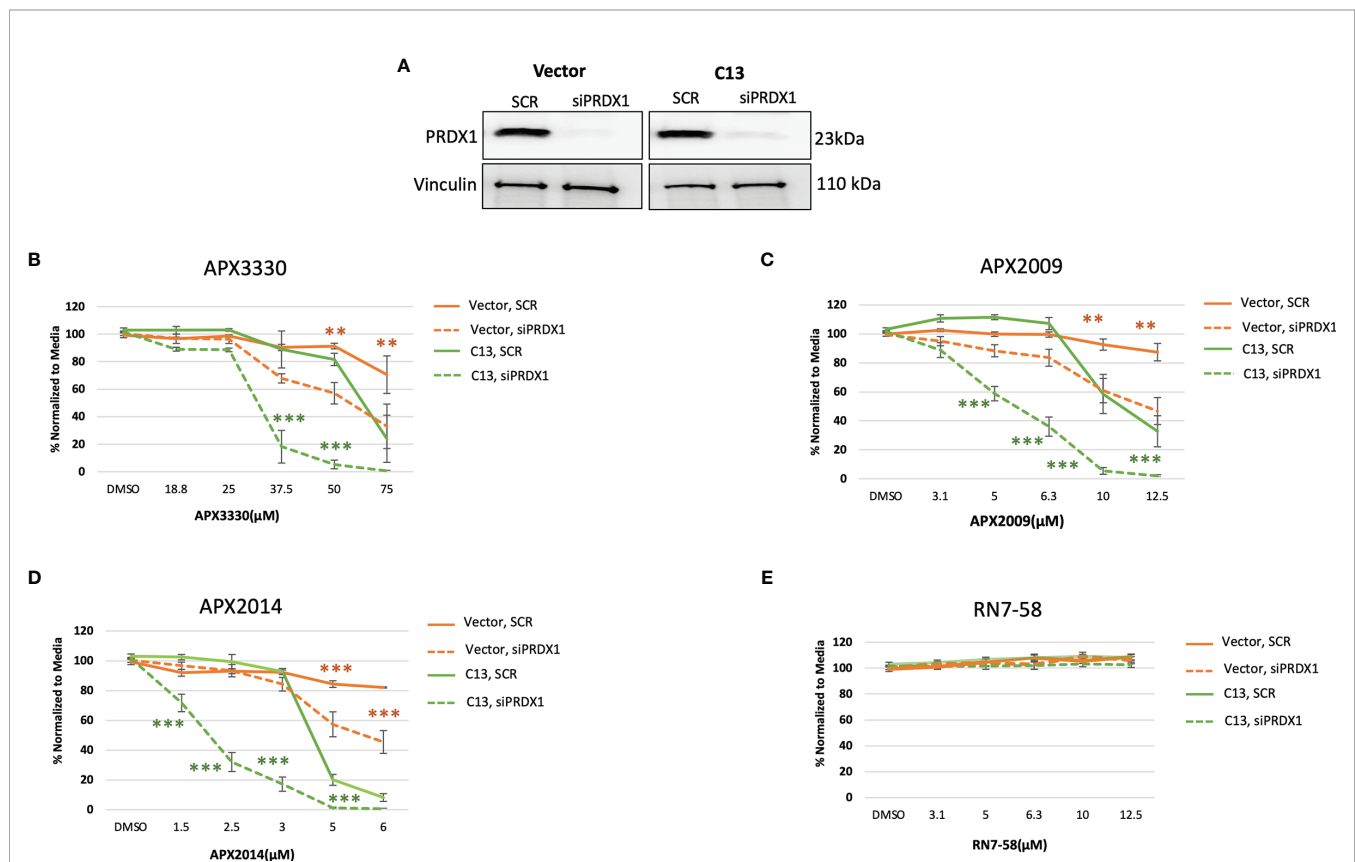 A
Vector
C13
SCR
siPRDX1
SCR
siPRDX1
PRDX1
23kDa
Vinculin
110 kDa
B
APX3330
% Normalized to Media
120
100
80
60
40
20
0
DMSO
18.8
25
37.5
50
75
APX3330(µM)
**
**
***
***
Vector, SCR
Vector, siPRDX1
C13, SCR
C13, siPRDX1
C
APX2009
% Normalized to Media
120
100
80
60
40
20
0
DMSO
3.1
5
6.3
10
12.5
APX2009(µM)
**
**
***
***
***
***
Vector, SCR
Vector, siPRDX1
C13, SCR
C13, siPRDX1
D
APX2014
% Normalized to Media
120
100
80
60
40
20
0
DMSO
1.5
2.5
3
5
6
APX2014(µM)
***
***
***
***
***
***
Vector, SCR
Vector, siPRDX1
C13, SCR
C13, siPRDX1
E
RN7-58
% Normalized to Media
120
100
80
60
40
20
0
DMSO
3.1
5
6.3
10
12.5
RN7-58(µM)
Vector, SCR
Vector, siPRDX1
C13, SCR
C13, siPRDX1